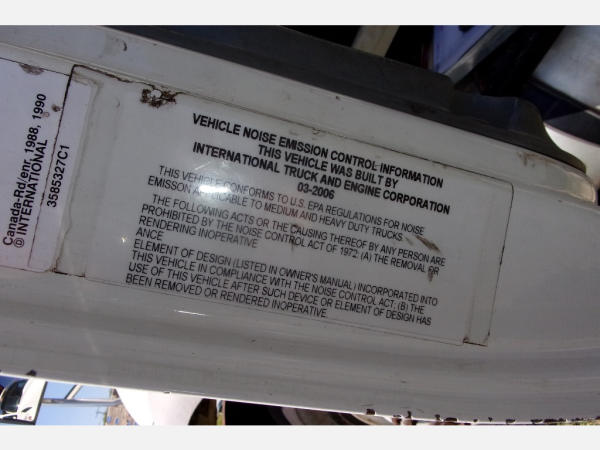 Canada-Rd/enr. 1988, 1990
© INTERNATIONAL
3585327C1
VEHICLE NOISE EMISSION CONTROL INFORMATION
THIS VEHICLE WAS BUILT BY
INTERNATIONAL TRUCK AND ENGINE CORPORATION
03-2006
THIS VEHICLE CONFORMS TO U.S. EPA REGULATIONS FOR NOISE
EMISSION APPLICABLE TO MEDIUM AND HEAVY DUTY TRUCKS.
THE FOLLOWING ACTS OR THE CAUSING THEREOF BY ANY PERSON ARE
PROHIBITED BY THE NOISE CONTROL ACT OF 1972: (A) THE REMOVAL OR
RENDERING INOPERATIVE
ANCE
ELEMENT OF DESIGN (LISTED IN OWNER'S MANUAL) INCORPORATED INTO
THIS VEHICLE IN COMPLIANCE WITH THE NOISE CONTROL ACT; (B) THE
USE OF THIS VEHICLE AFTER SUCH DEVICE OR ELEMENT OF DESIGN HAS
BEEN REMOVED OR RENDERED INOPERATIVE.